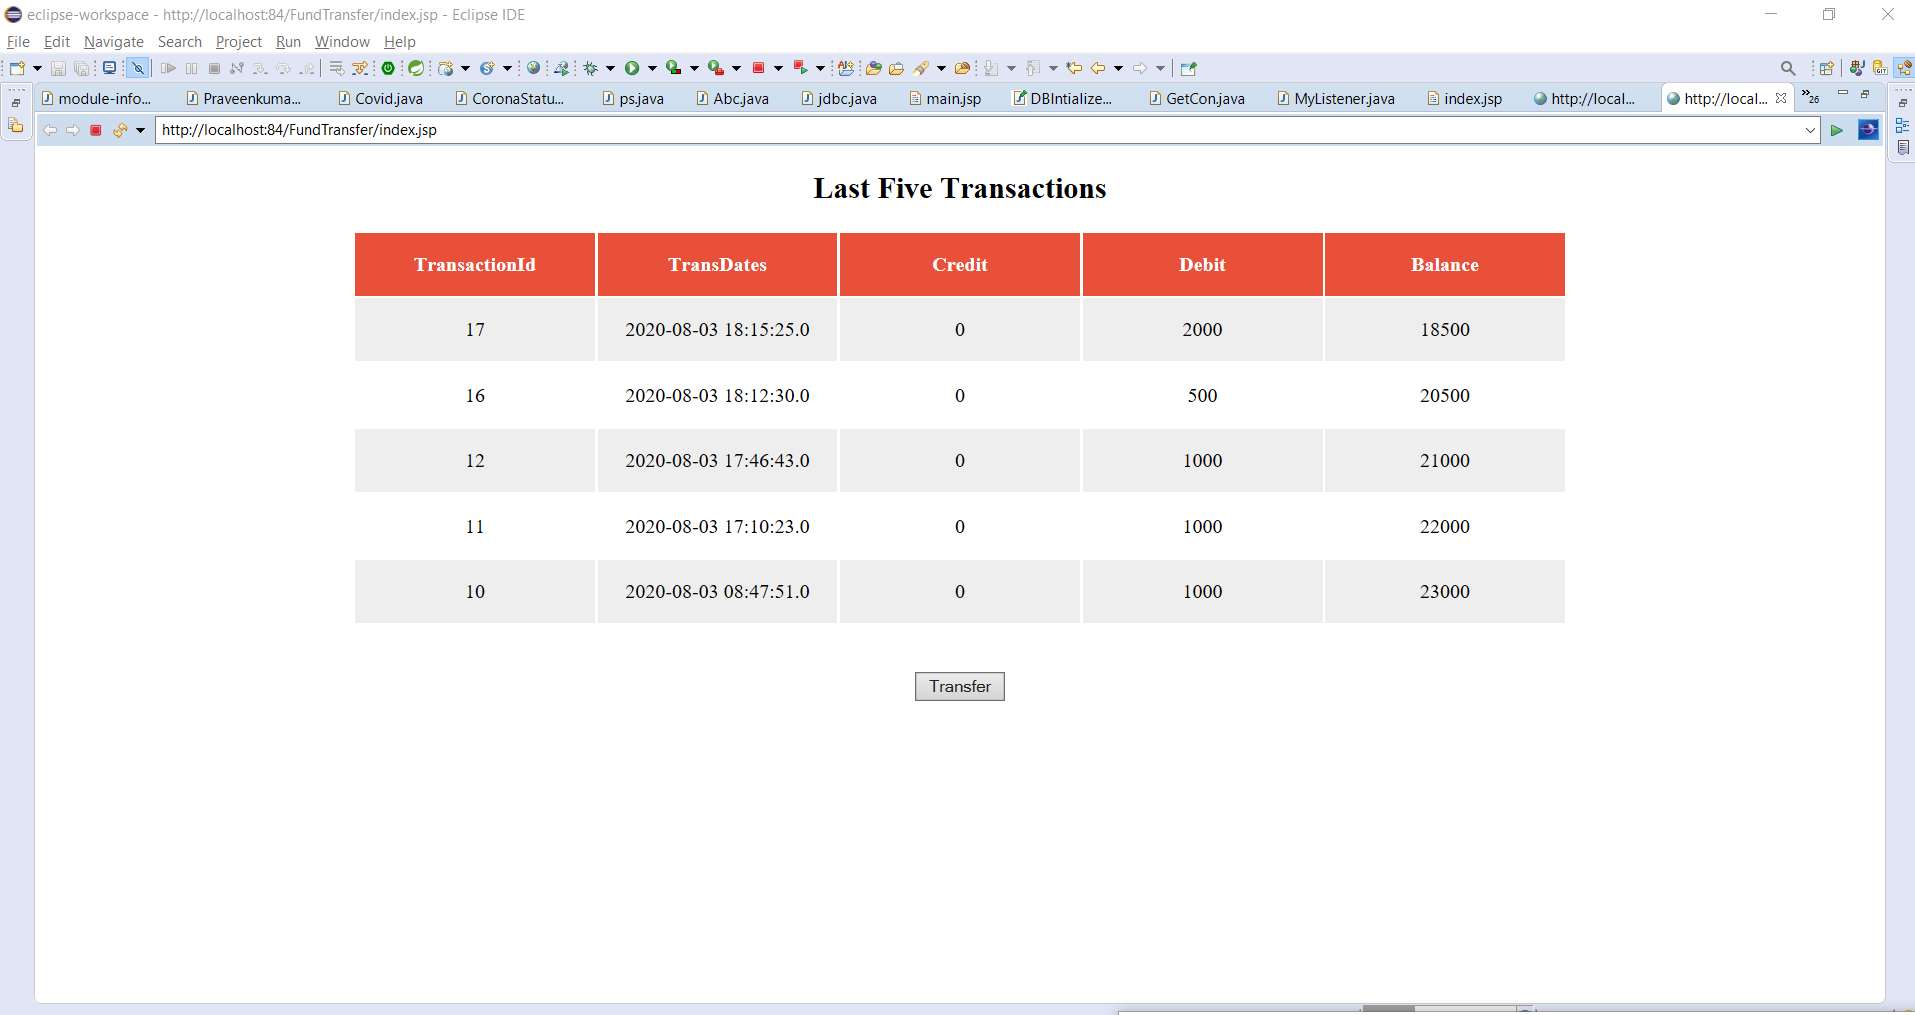 eclipse-workspace - http://localhost:84/FundTransfer/index.jsp - Eclipse IDE
File Edit Navigate Search Project Run Window Help
module-info... Praveenkuma... Covid.java CoronaStatu... ps.java Abc.java jdbc.java main.jsp DBIntialize... GetCon.java MyListener.java index.jsp http://local... http://local... »26
http://localhost:84/FundTransfer/index.jsp
Last Five Transactions
TransactionId TransDates Credit Debit Balance
17 2020-08-03 18:15:25.0 0 2000 18500
16 2020-08-03 18:12:30.0 0 500 20500
12 2020-08-03 17:46:43.0 0 1000 21000
11 2020-08-03 17:10:23.0 0 1000 22000
10 2020-08-03 08:47:51.0 0 1000 23000
Transfer